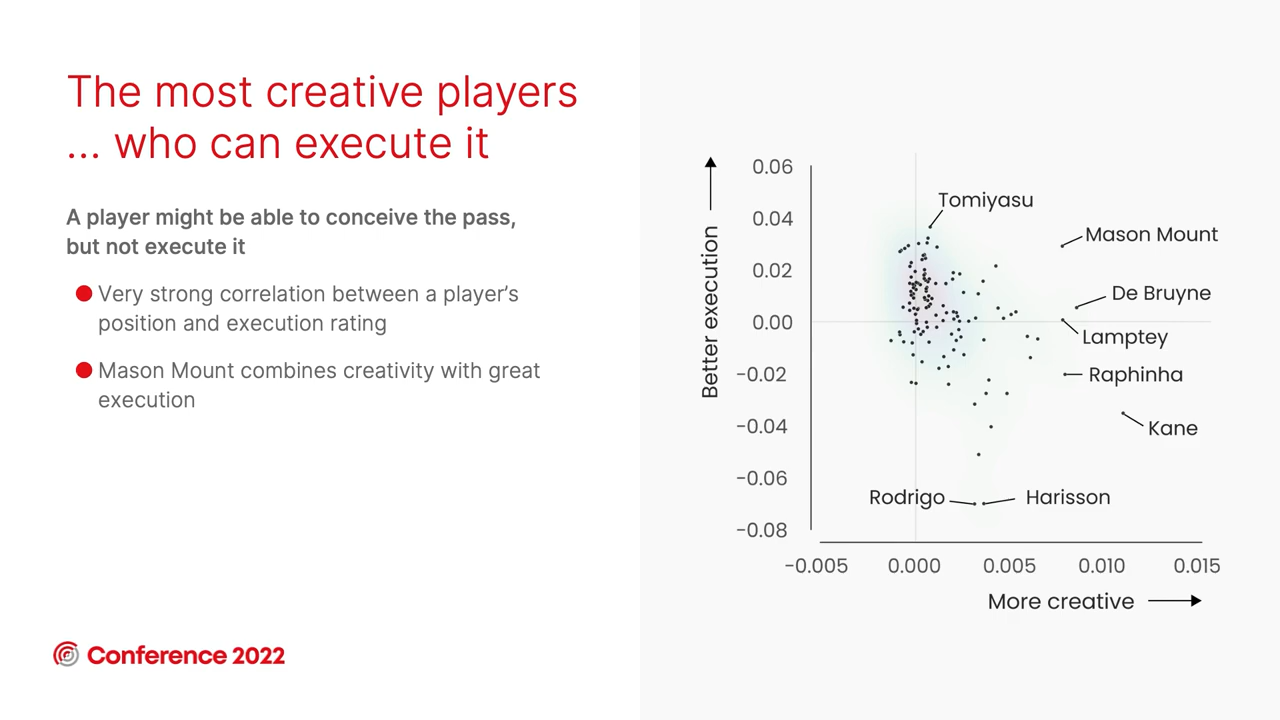 The most creative players
... who can execute it
A player might be able to conceive the pass,
but not execute it
Very strong correlation between a player's
position and execution rating
Mason Mount combines creativity with great
execution
Conference 2022
Better execution
0.06
0.04
0.02
0.00
−0.02
−0.04
−0.06
−0.08
Tomiyasu
Mason Mount
De Bruyne
Lamptey
Raphinha
Kane
Rodrigo
Harisson
−0.005
0.000
0.005
0.010
0.015
More creative